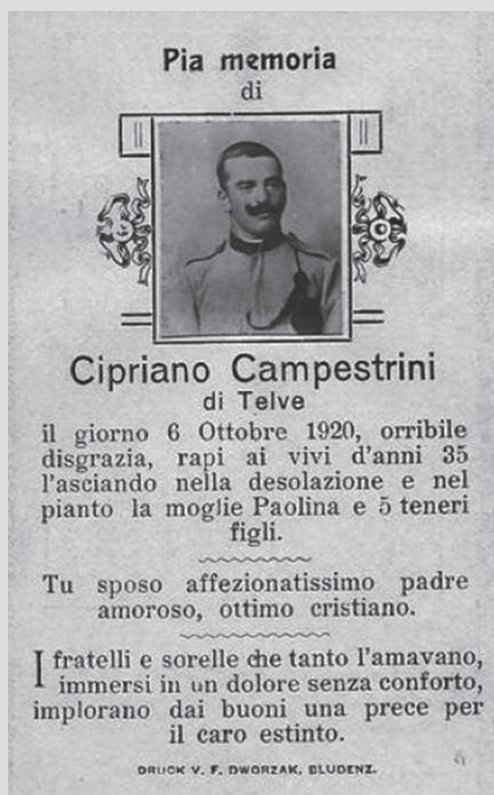 Pia memoria
di
Cipriano Campestrini
di Telve
il giorno 6 Ottobre 1920, orribile
disgrazia, rapi ai vivi d'anni 35
l'asciando nella desolazione e nel
pianto la moglie Paolina e 5 teneri
figli.
Tu sposo affezionatissimo padre
amoroso, ottimo cristiano.
I fratelli e sorelle che tanto l'amavano,
immersi in un dolore senza conforto,
implorano dai buoni una prece per
il caro estinto.
DRUCK V. F. DWORZAK, BLUDENZ.